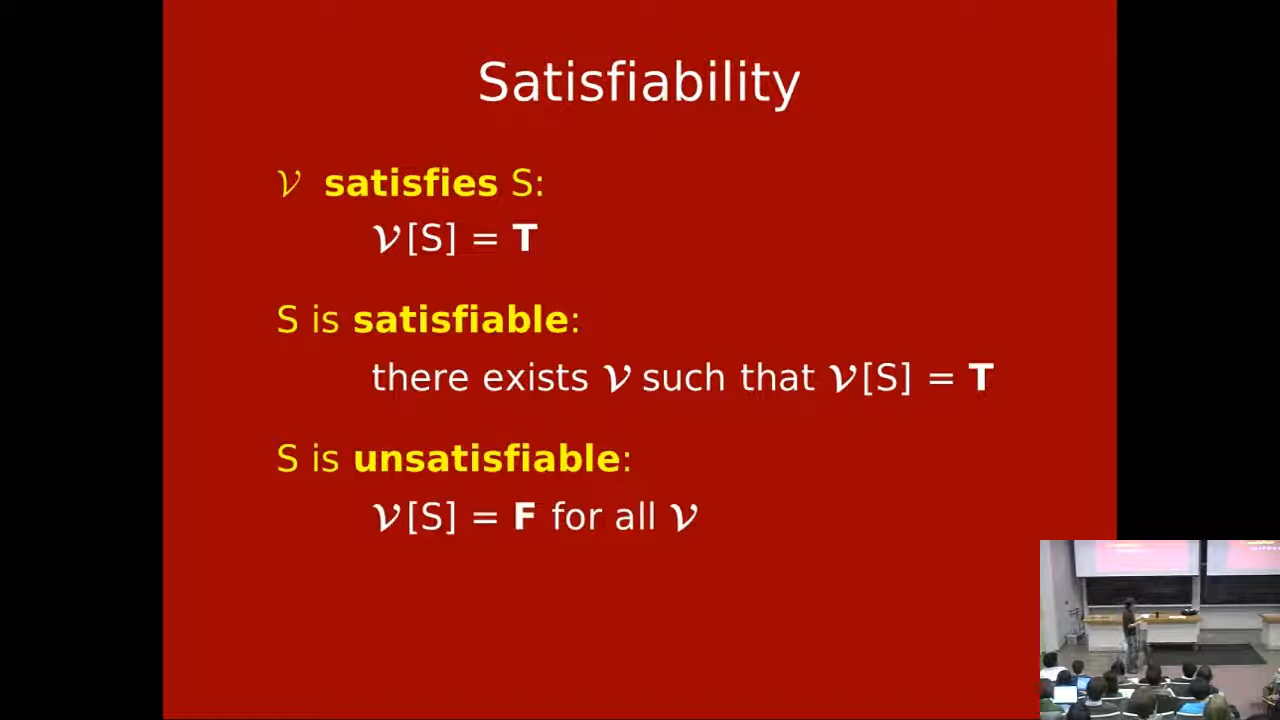 Satisfiability
𝒱 satisfies S:
𝒱[S] = T
S is satisfiable:
there exists 𝒱 such that 𝒱[S] = T
S is unsatisfiable:
𝒱[S] = F for all 𝒱